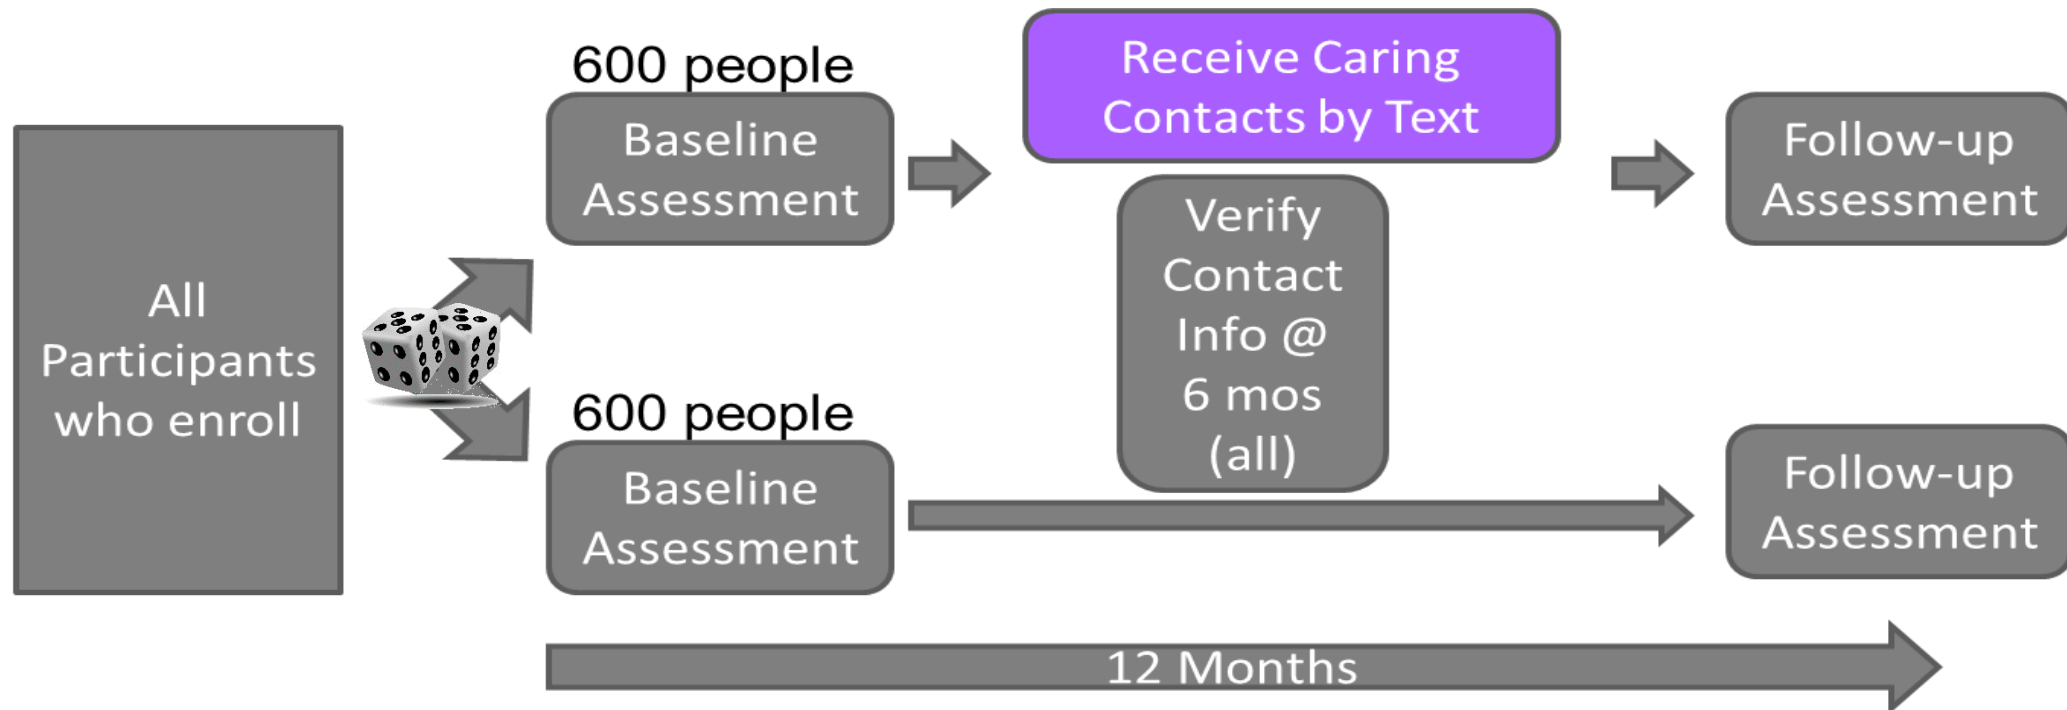 All
Participants
who enroll
600 people
Baseline
Assessment
Receive Caring
Contacts by Text
Follow-up
Assessment
Verify
Contact
Info @
6 mos
(all)
600 people
Baseline
Assessment
Follow-up
Assessment
12 Months